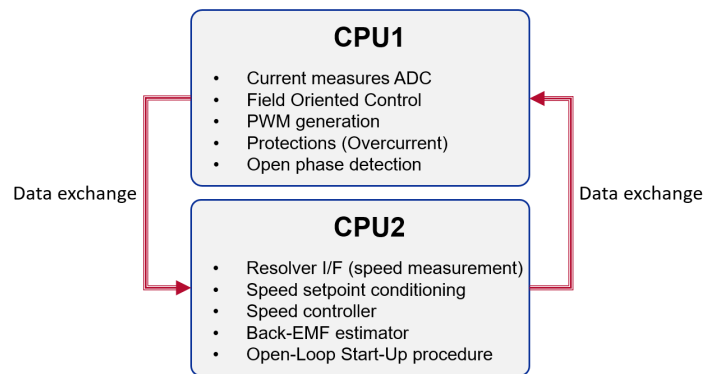 CPU1
• Current measures ADC
• Field Oriented Control
• PWM generation
• Protections (Overcurrent)
• Open phase detection
Data exchange
Data exchange
CPU2
• Resolver I/F (speed measurement)
• Speed setpoint conditioning
• Speed controller
• Back-EMF estimator
• Open-Loop Start-Up procedure